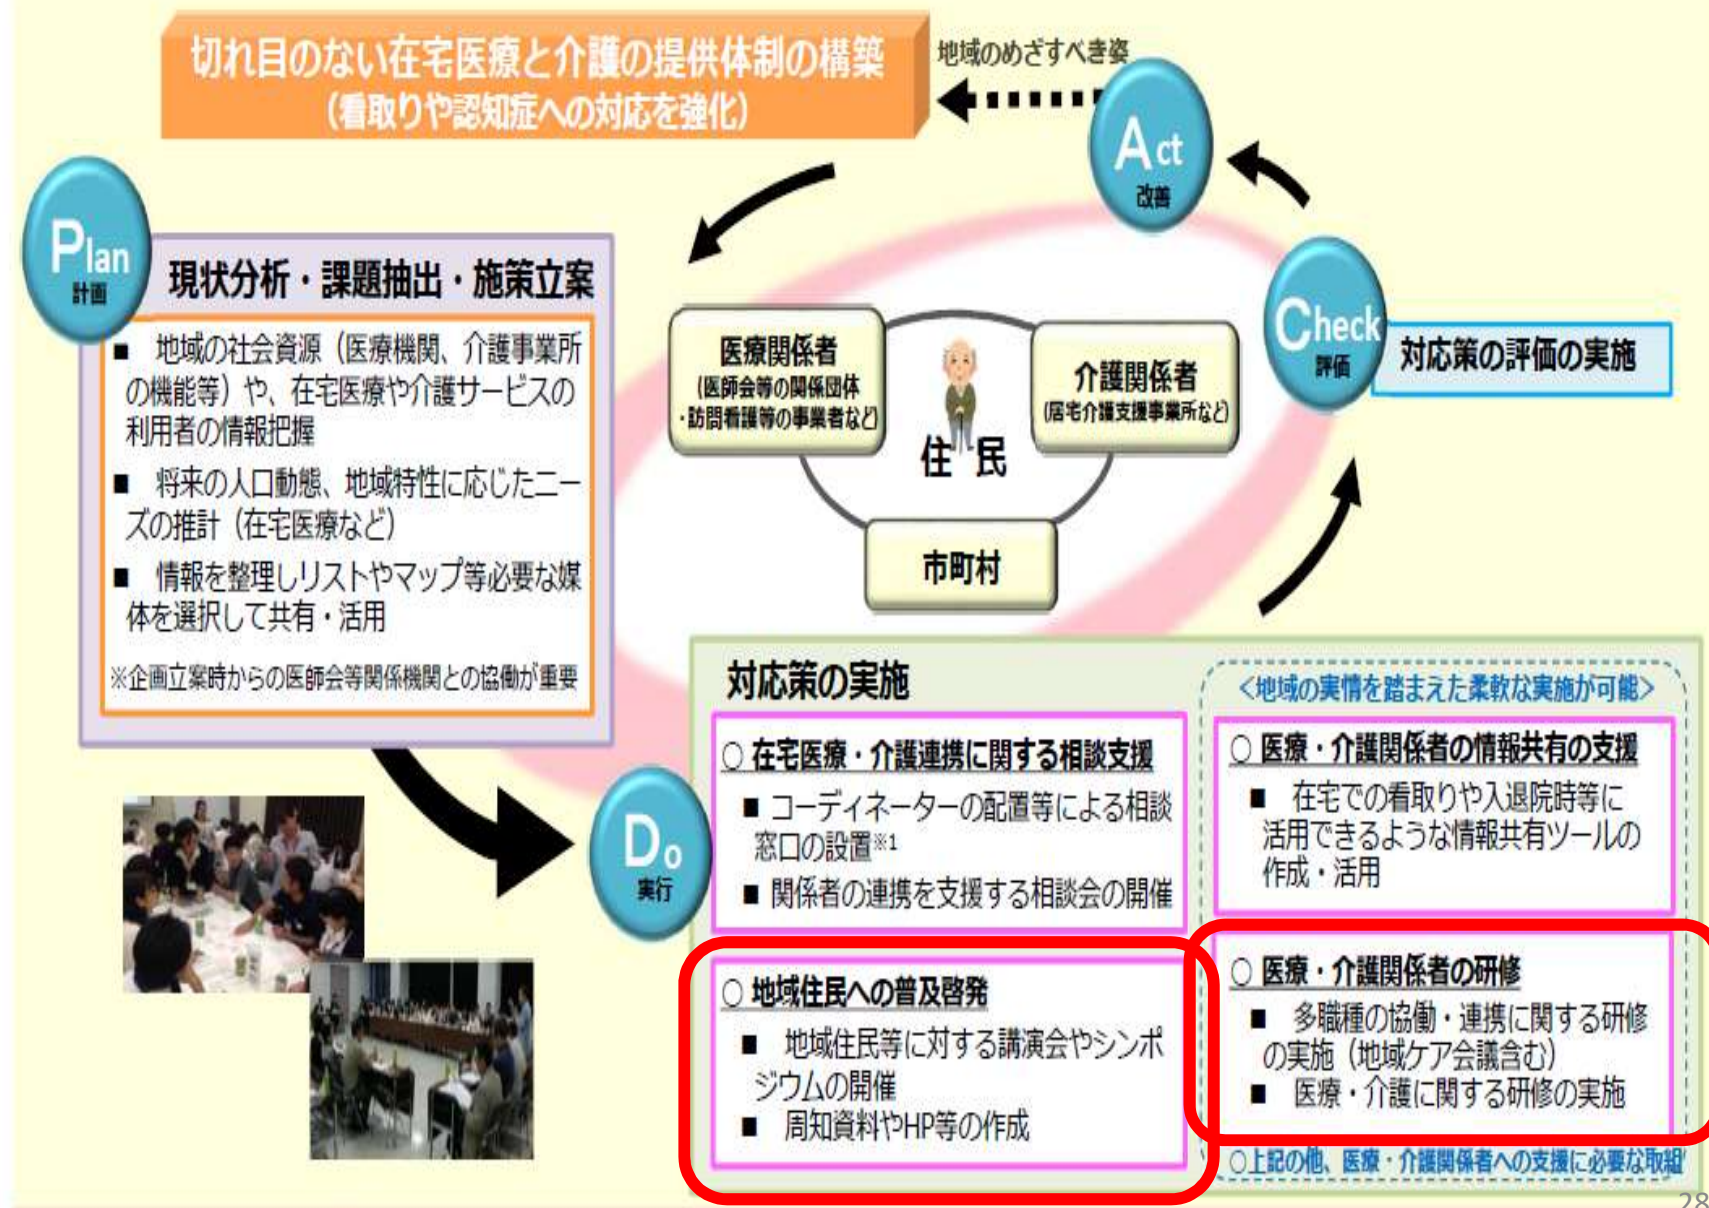 切れ目のない在宅医療と介護の提供体制の構築
（看取りや認知症への対応を強化）
地域のめざすべき姿
Act
改善
Plan
計画
現状分析・課題抽出・施策立案
■ 地域の社会資源（医療機関、介護事業所
の機能等）や、在宅医療や介護サービスの
利用者の情報把握
■ 将来の人口動態、地域特性に応じたニー
ズの推計（在宅医療など）
■ 情報を整理しリストやマップ等必要な媒
体を選択して共有・活用
※企画立案時からの医師会等関係機関との協働が重要
医療関係者
（医師会等の関係団体
・訪問看護等の事業者など）
介護関係者
（居宅介護支援事業所など）
住民
市町村
Check
評価
対応策の評価の実施
Do
実行
対応策の実施
○ 在宅医療・介護連携に関する相談支援
■ コーディネーターの配置等による相談
窓口の設置※1
■ 関係者の連携を支援する相談会の開催
○ 地域住民への普及啓発
■ 地域住民等に対する講演会やシンポ
ジウムの開催
■ 周知資料やHP等の作成
＜地域の実情を踏まえた柔軟な実施が可能＞
○ 医療・介護関係者の情報共有の支援
■ 在宅での看取りや入退院時等に
活用できるような情報共有ツールの
作成・活用
○ 医療・介護関係者の研修
■ 多職種の協働・連携に関する研修
の実施（地域ケア会議含む）
■ 医療・介護に関する研修の実施
○上記の他、医療・介護関係者への支援に必要な取組
28